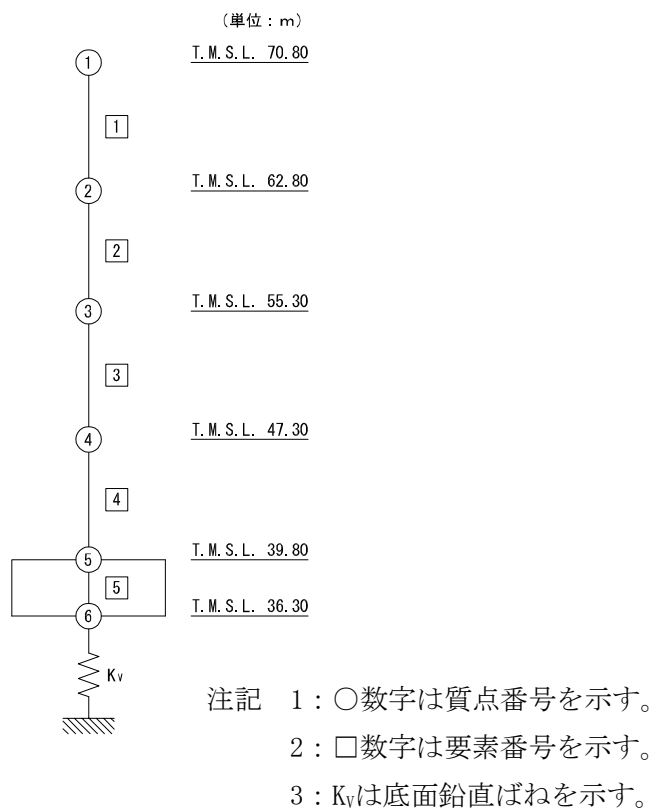 (単位:m)
① T.M.S.L. 70.80
1
② T.M.S.L. 62.80
2
③ T.M.S.L. 55.30
3
④ T.M.S.L. 47.30
4
⑤ T.M.S.L. 39.80
5
⑥ T.M.S.L. 36.30
Kv
注記 1:○数字は質点番号を示す。
2:□数字は要素番号を示す。
3:Kvは底面鉛直ばねを示す。